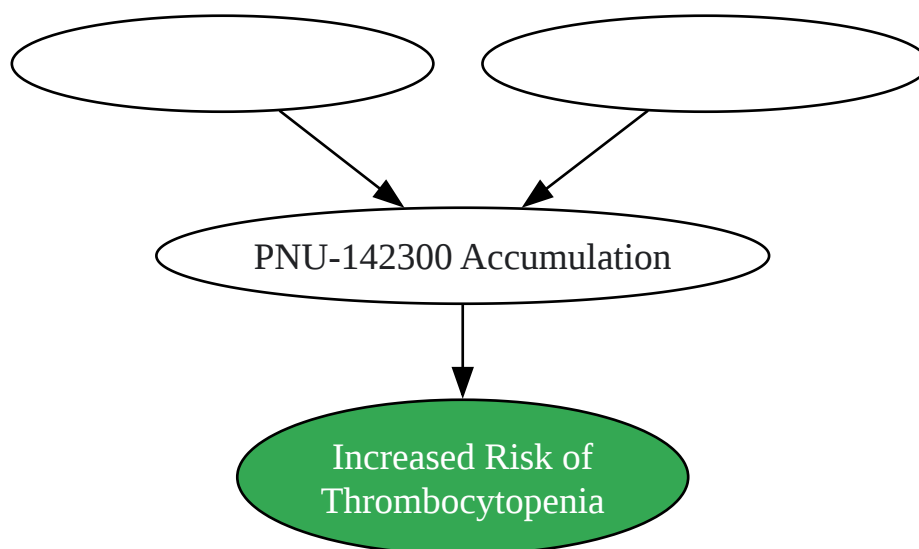 PNU-142300 Accumulation
Increased Risk of
Thrombocytopenia